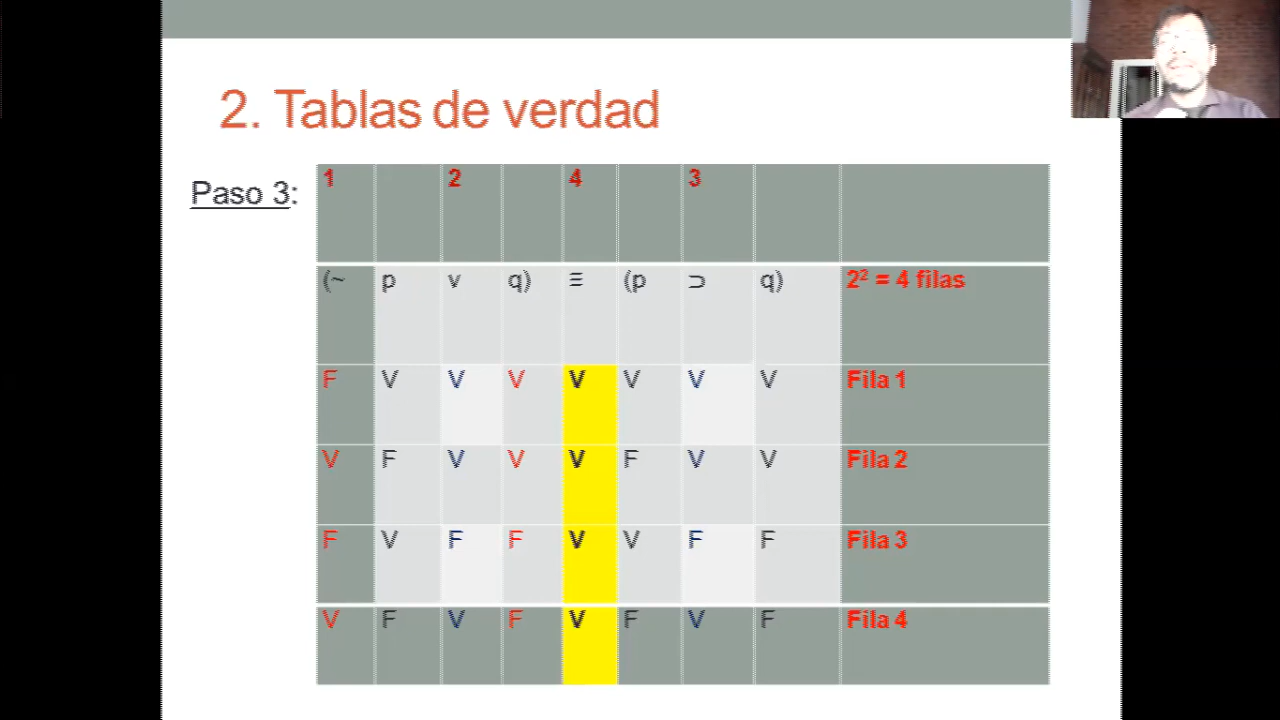 2. Tablas de verdad
Paso 3:
1 2 4 3
(~ p v q) ≡ (p ⊃ q) 2² = 4 filas
F V V V V V V V Fila 1
V F V V V F V V Fila 2
F V F F V V F F Fila 3
V F V F V F V F Fila 4